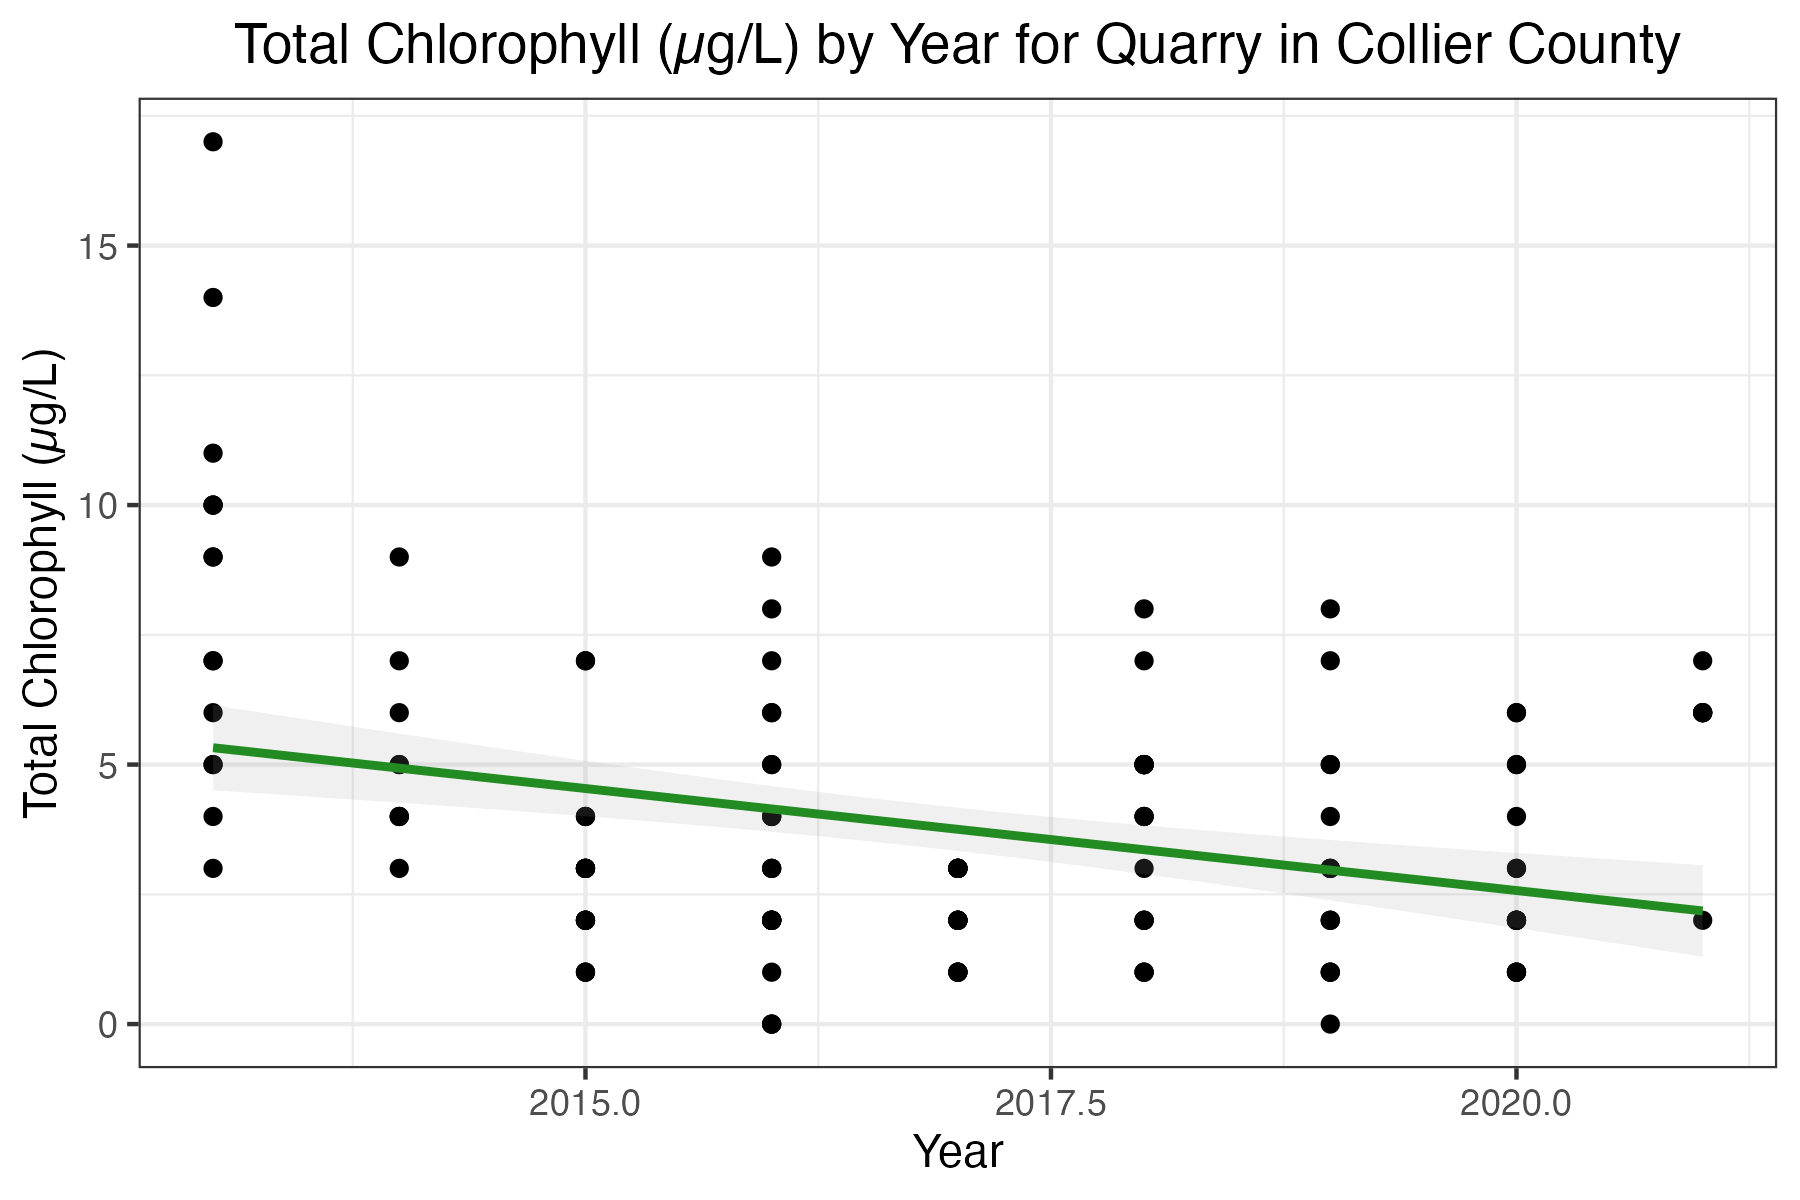 Total Chlorophyll (µg/L) by Year for Quarry in Collier County
Total Chlorophyll (µg/L)
15
10
5
0
2015.0
2017.5
2020.0
Year